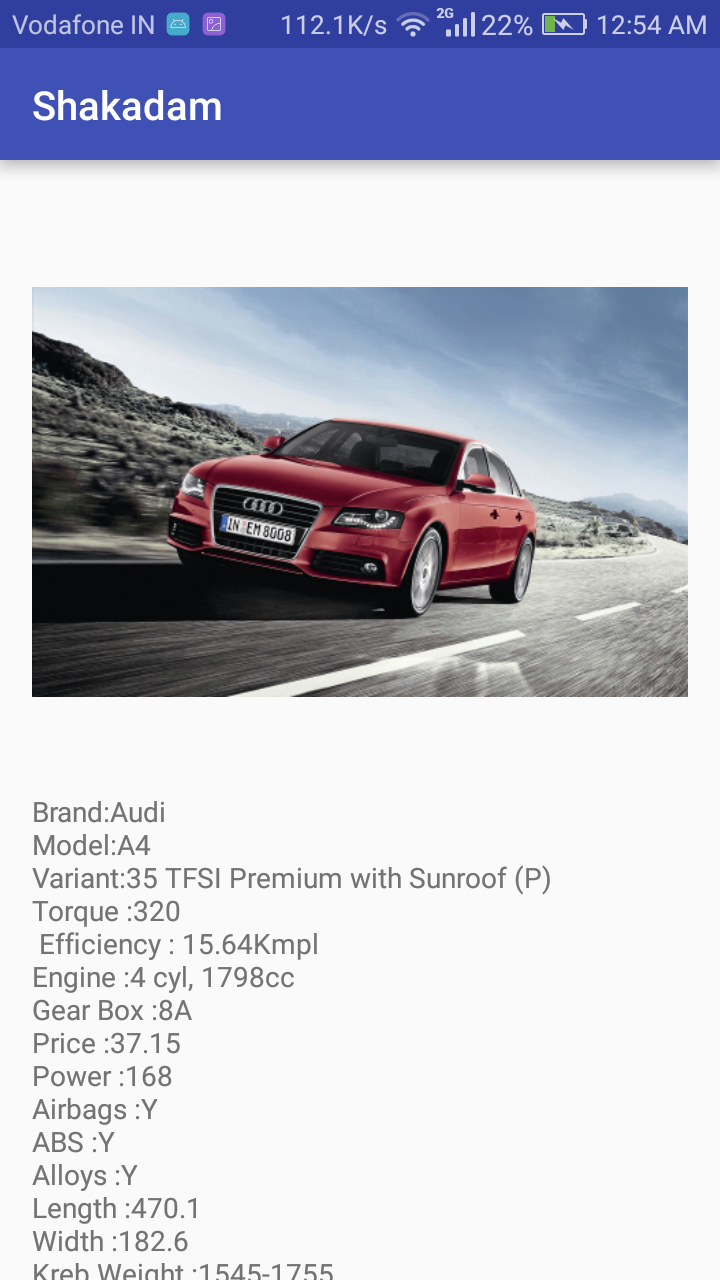 Vodafone IN 112.1K/s 2G 22% 12:54 AM
Shakadam
IN EM 8008
Brand:Audi
Model:A4
Variant:35 TFSI Premium with Sunroof (P)
Torque :320
Efficiency : 15.64Kmpl
Engine :4 cyl, 1798cc
Gear Box :8A
Price :37.15
Power :168
Airbags :Y
ABS :Y
Alloys :Y
Length :470.1
Width :182.6
Kreb Weight :1545-1755